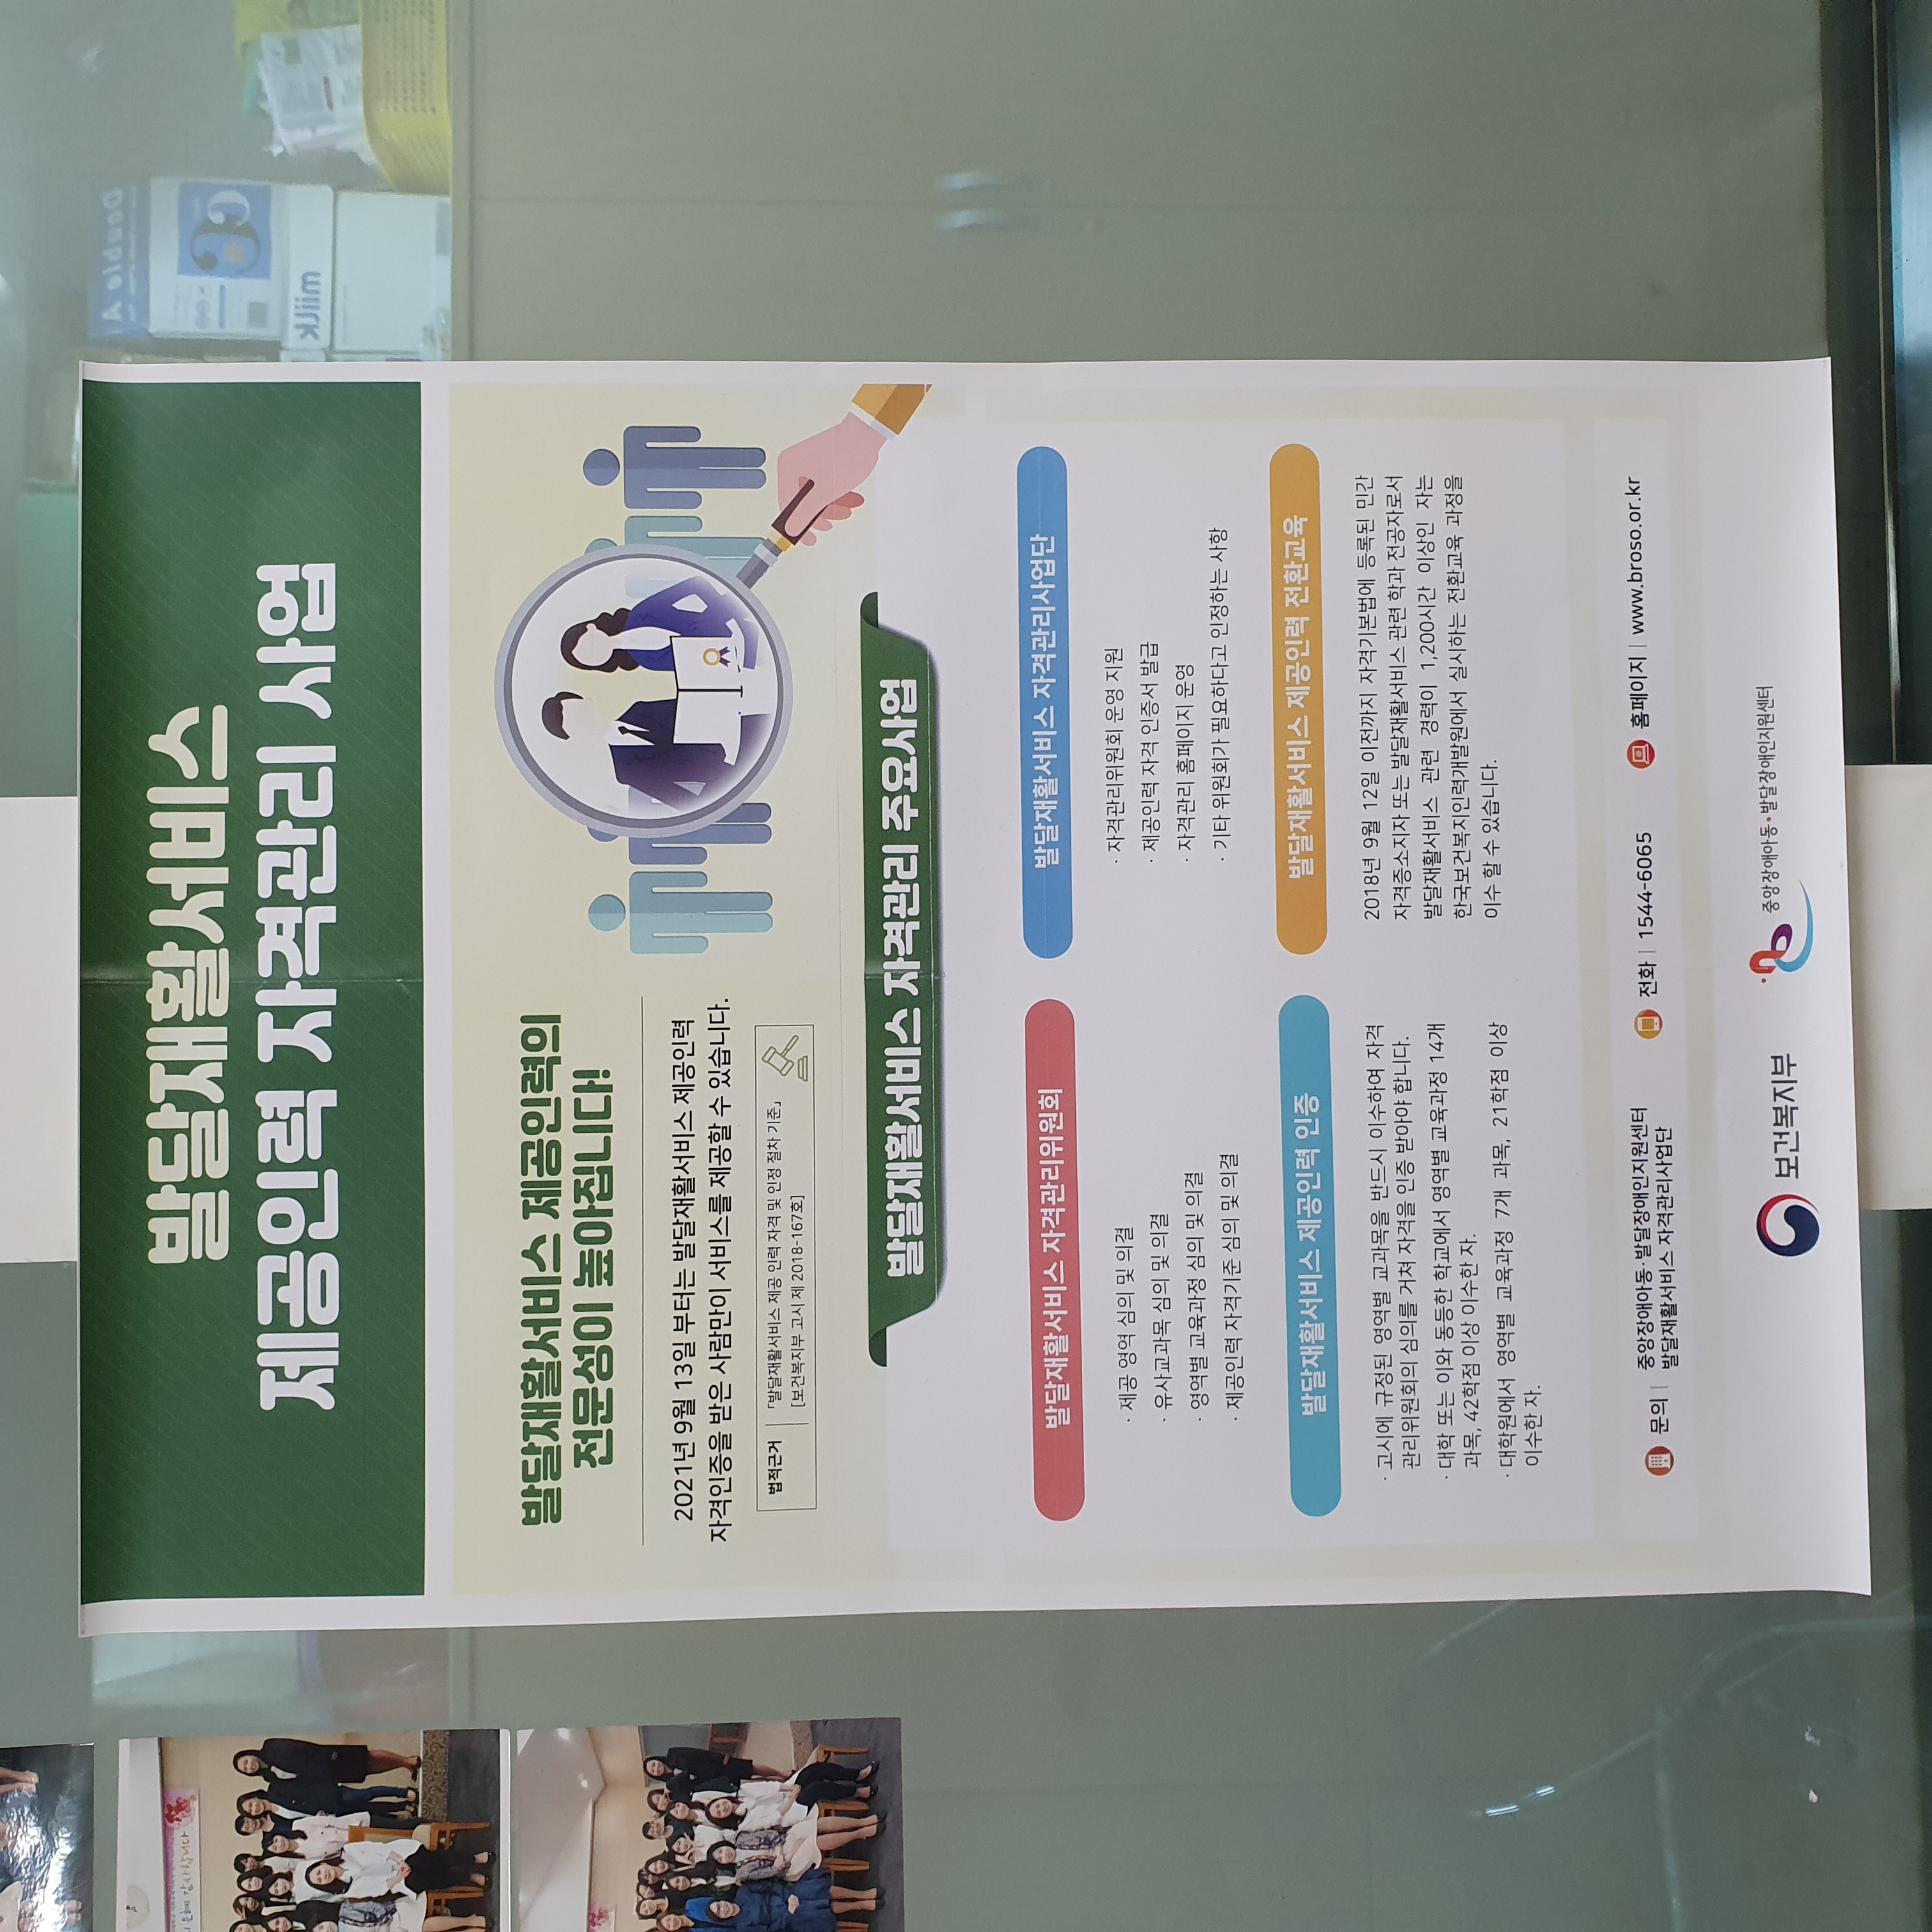 발달재활서비스
제공인력 자격관리 사업
발달재활서비스 제공인력의
전문성이 높아집니다!
2021년 9월 13일 부터는 발달재활서비스 제공인력
자격인증을 받은 사람만이 서비스를 제공할 수 있습니다.
법적근거
「발달재활서비스 제공 인력 자격 및 인정 절차 기준」
[보건복지부 고시 제 2018-167호]
발달재활서비스 자격관리 주요사업
발달재활서비스 자격관리위원회
· 제공 영역 심의 및 의결
· 유사교과목 심의 및 의결
· 영역별 교육과정 심의 및 의결
· 제공인력 자격기준 심의 및 의결
발달재활서비스 자격관리사업단
· 자격관리위원회 운영 지원
· 제공인력 자격 인증서 발급
· 자격관리 홈페이지 운영
· 기타 위원회가 필요하다고 인정하는 사항
발달재활서비스 제공인력 인증
· 고시에 규정된 영역별 교과목을 반드시 이수하여 자격
관리위원회의 심의를 거쳐 자격을 인증 받아야 합니다.
· 대학 또는 이와 동등한 학교에서 영역별 교육과정 14개
과목, 42학점 이상 이수한 자.
· 대학원에서 영역별 교육과정 7개 과목, 21학점 이상
이수한 자.
발달재활서비스 제공인력 전환교육
2018년 9월 12일 이전까지 자격기본법에 등록된 민간
자격증소지자 또는 발달재활서비스 관련 학과 전공자로서
발달재활서비스 관련 경력이 1,200시간 이상인 자는
한국보건복지인력개발원에서 실시하는 전환교육 과정을
이수 할 수 있습니다.
문의 | 중앙장애아동·발달장애인지원센터
발달재활서비스 자격관리사업단
전화 | 1544-6065
홈페이지 | www.broso.or.kr
보건복지부
중앙장애아동·발달장애인지원센터
은혜 감사합니다
Double A
miilk